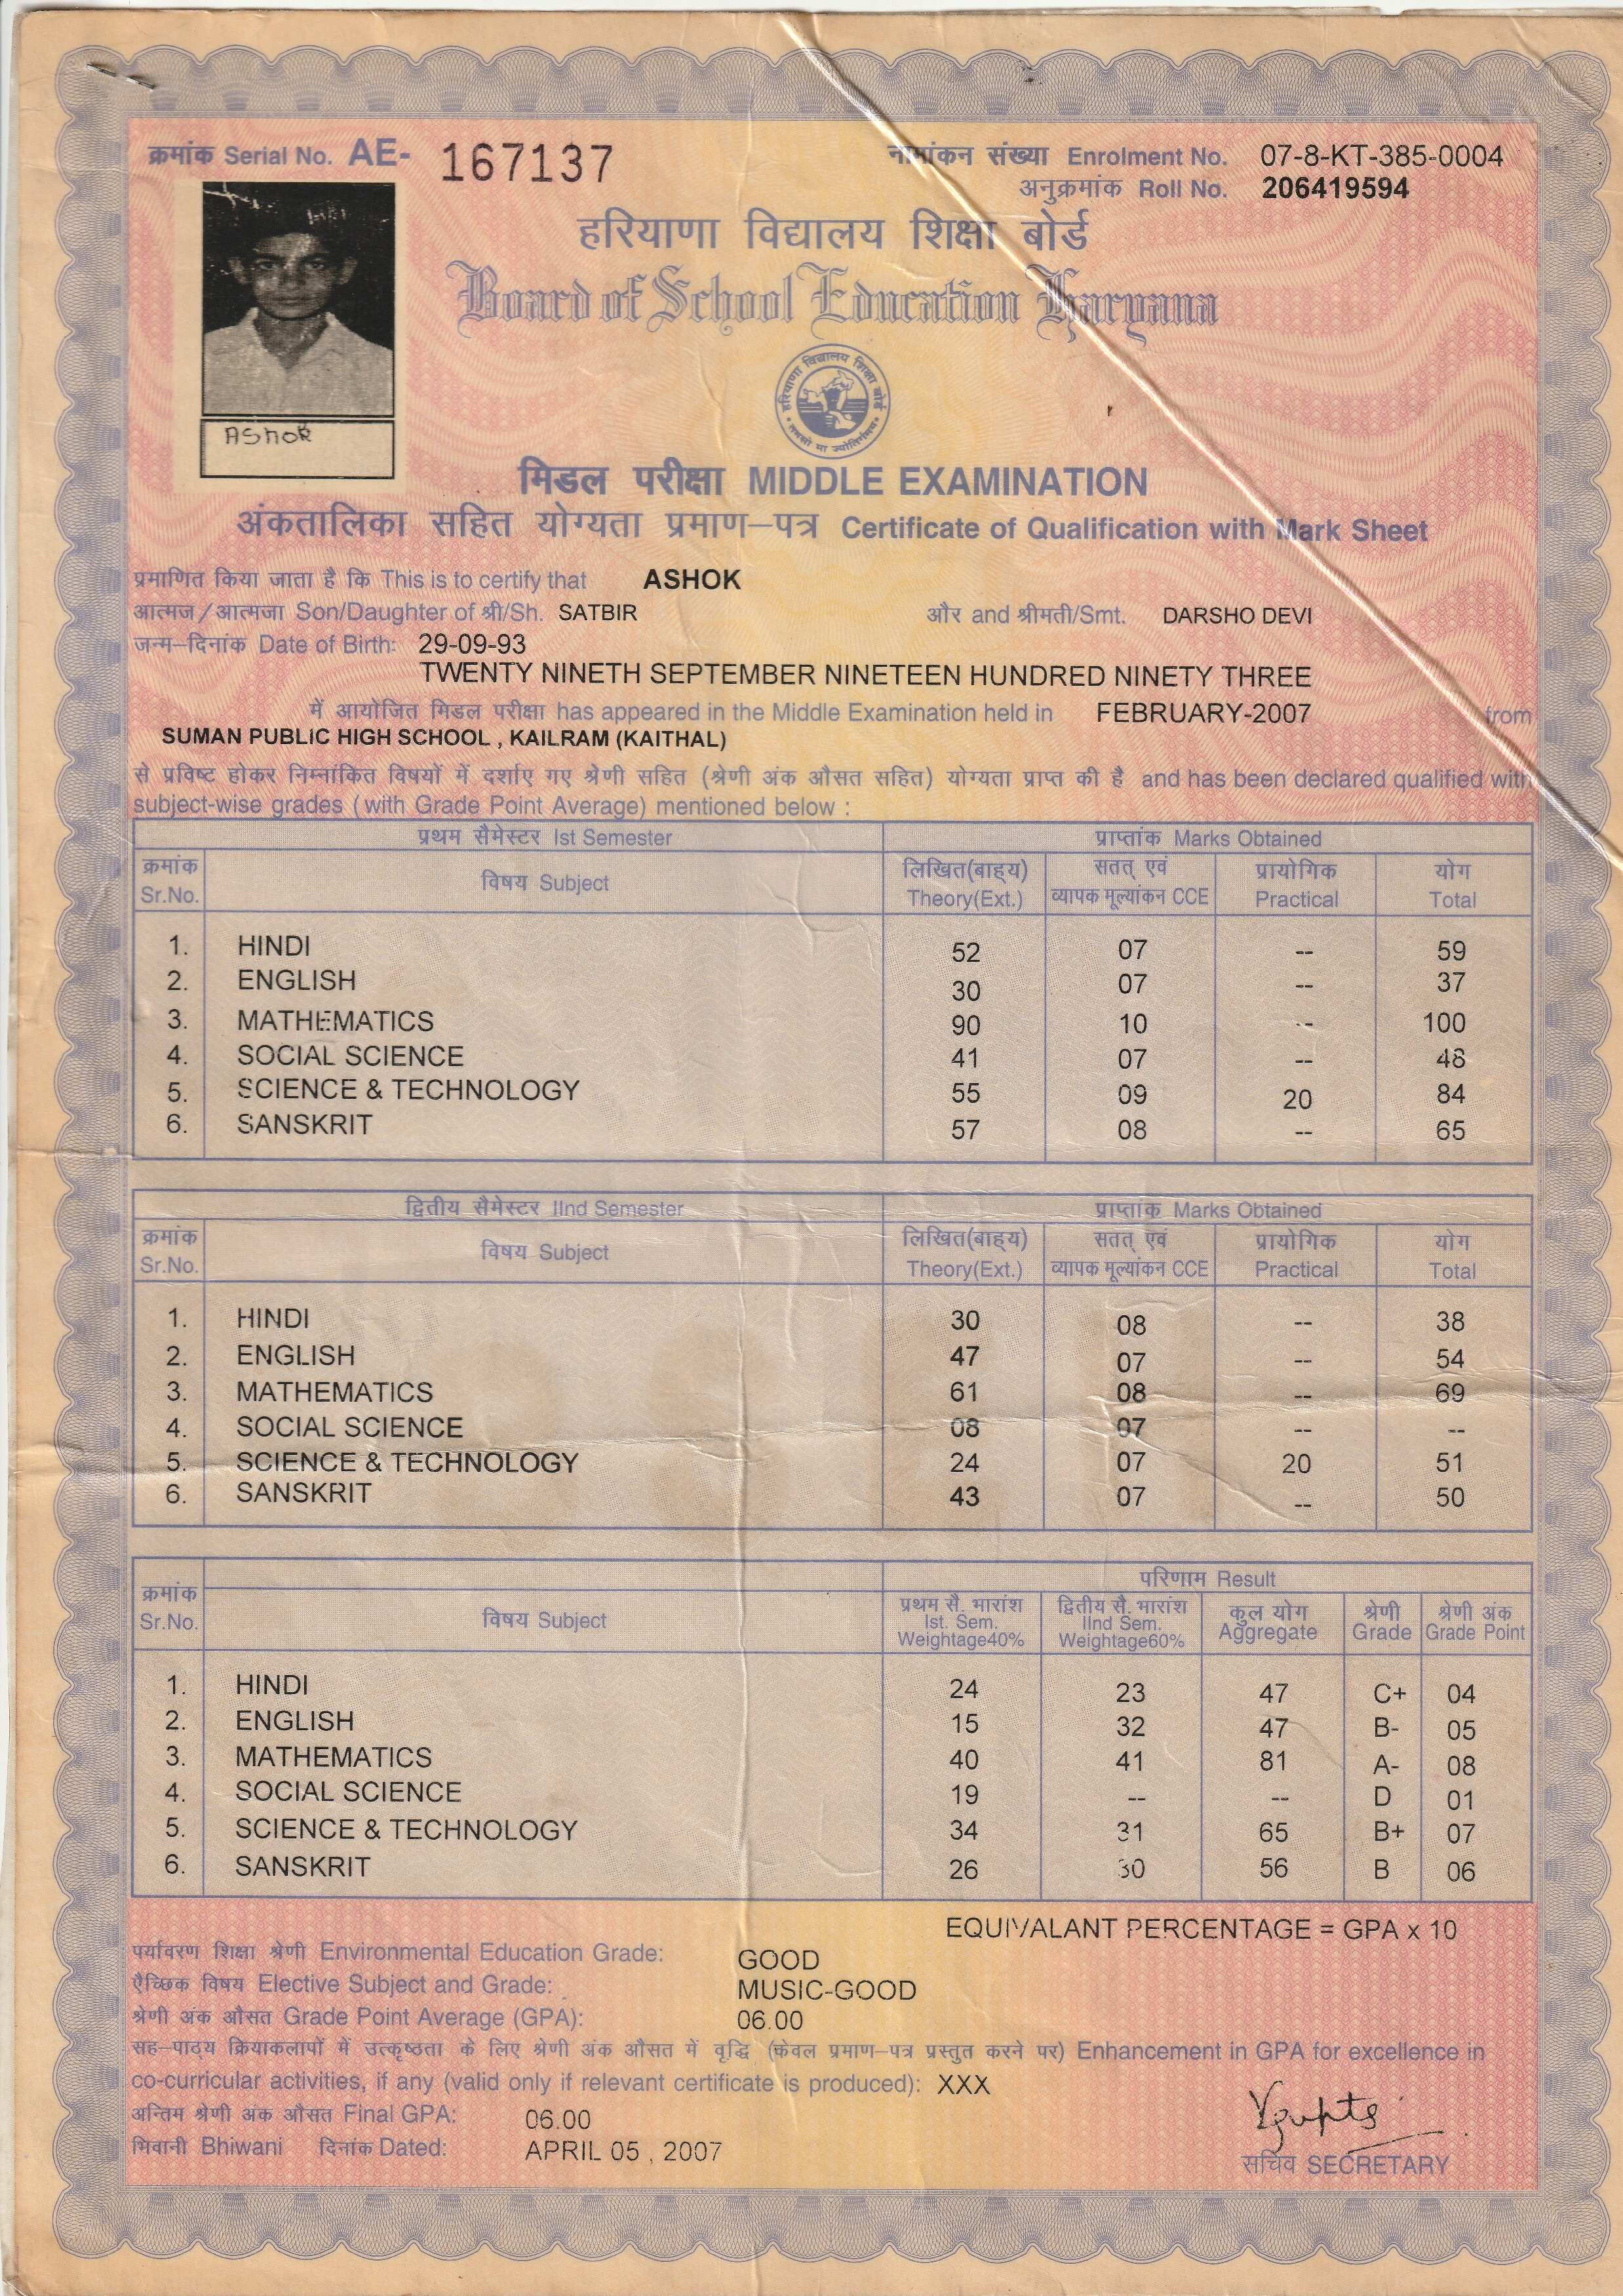 क्रमांक Serial No. AE- 167137
नामांकन संख्या Enrolment No. 07-8-KT-385-0004
अनुक्रमांक Roll No. 206419594
हरियाणा विद्यालय शिक्षा बोर्ड
Board of School Education Haryana
हरियाणा विद्यालय शिक्षा बोर्ड
तमसो मा ज्योतिर्गमय
Ashok
मिडल परीक्षा MIDDLE EXAMINATION
अंकतालिका सहित योग्यता प्रमाण–पत्र Certificate of Qualification with Mark Sheet
प्रमाणित किया जाता है कि This is to certify that ASHOK
आत्मज/आत्मजा Son/Daughter of श्री/Sh. SATBIR और and श्रीमती/Smt. DARSHO DEVI
जन्म–दिनांक Date of Birth: 29-09-93
TWENTY NINETH SEPTEMBER NINETEEN HUNDRED NINETY THREE
में आयोजित मिडल परीक्षा has appeared in the Middle Examination held in FEBRUARY-2007 from
SUMAN PUBLIC HIGH SCHOOL , KAILRAM (KAITHAL)
से प्रविष्ट होकर निम्नांकित विषयों में दर्शाए गए श्रेणी सहित (श्रेणी अंक औसत सहित) योग्यता प्राप्त की है and has been declared qualified with
subject-wise grades (with Grade Point Average) mentioned below :
प्रथम सैमेस्टर Ist Semester प्राप्तांक Marks Obtained
क्रमांक Sr.No. विषय Subject लिखित(बाह्य) Theory(Ext.) सतत् एवं व्यापक मूल्यांकन CCE प्रायोगिक Practical योग Total
1. HINDI 52 07 -- 59
2. ENGLISH 30 07 -- 37
3. MATHEMATICS 90 10 -- 100
4. SOCIAL SCIENCE 41 07 -- 48
5. SCIENCE & TECHNOLOGY 55 09 20 84
6. SANSKRIT 57 08 -- 65
द्वितीय सैमेस्टर IInd Semester प्राप्तांक Marks Obtained
क्रमांक Sr.No. विषय Subject लिखित(बाह्य) Theory(Ext.) सतत् एवं व्यापक मूल्यांकन CCE प्रायोगिक Practical योग Total
1. HINDI 30 08 -- 38
2. ENGLISH 47 07 -- 54
3. MATHEMATICS 61 08 -- 69
4. SOCIAL SCIENCE 08 07 -- --
5. SCIENCE & TECHNOLOGY 24 07 20 51
6. SANSKRIT 43 07 -- 50
परिणाम Result
क्रमांक Sr.No. विषय Subject प्रथम सै. भारांश Ist. Sem. Weightage40% द्वितीय सै. भारांश IInd Sem. Weightage60% कुल योग Aggregate श्रेणी Grade श्रेणी अंक Grade Point
1. HINDI 24 23 47 C+ 04
2. ENGLISH 15 32 47 B- 05
3. MATHEMATICS 40 41 81 A- 08
4. SOCIAL SCIENCE 19 -- -- D 01
5. SCIENCE & TECHNOLOGY 34 31 65 B+ 07
6. SANSKRIT 26 30 56 B 06
EQUIVALANT PERCENTAGE = GPA x 10
पर्यावरण शिक्षा श्रेणी Environmental Education Grade: GOOD
ऐच्छिक विषय Elective Subject and Grade: MUSIC-GOOD
श्रेणी अंक औसत Grade Point Average (GPA): 06.00
सह–पाठ्य क्रियाकलापों में उत्कृष्ठता के लिए श्रेणी अंक औसत में वृद्धि (केवल प्रमाण–पत्र प्रस्तुत करने पर) Enhancement in GPA for excellence in
co-curricular activities, if any (valid only if relevant certificate is produced): XXX
अन्तिम श्रेणी अंक औसत Final GPA: 06.00
भिवानी Bhiwani दिनांक Dated: APRIL 05 , 2007
सचिव SECRETARY